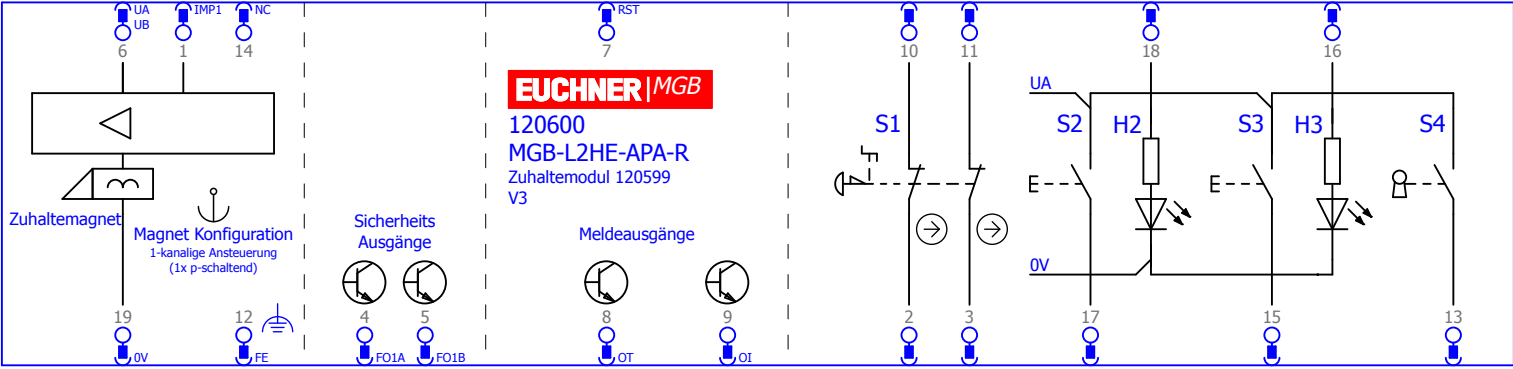 UA IMP1 NC RST
UB
6 1 14 7 10 11 18 16
EUCHNER MGB
120600
MGB-L2HE-APA-R
Zuhaltemodul 120599
V3
UA
S1 S2 H2 S3 H3 S4
Zuhaltemagnet
Magnet Konfiguration
1-kanalige Ansteuerung
(1x p-schaltend)
Sicherheits
Ausgänge
Meldeausgänge
0V
19 12 4 5 8 9 2 3 17 15 13
0V FE FO1A FO1B OT OI